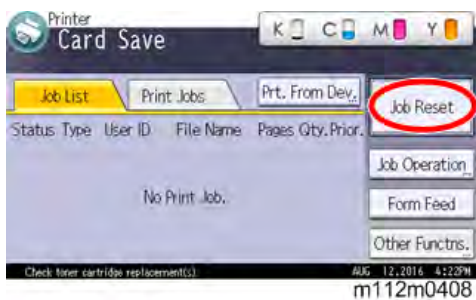 Printer
Card Save
K C M Y
Job List
Print Jobs
Prt. From Dev.
Job Reset
Status Type User ID File Name Pages Qty. Prior.
Job Operation
No Print Job.
Form Feed
Other Functns.
Check toner cartridge replacement(s).
AUG 12,2016 4:22PM
m112m0408